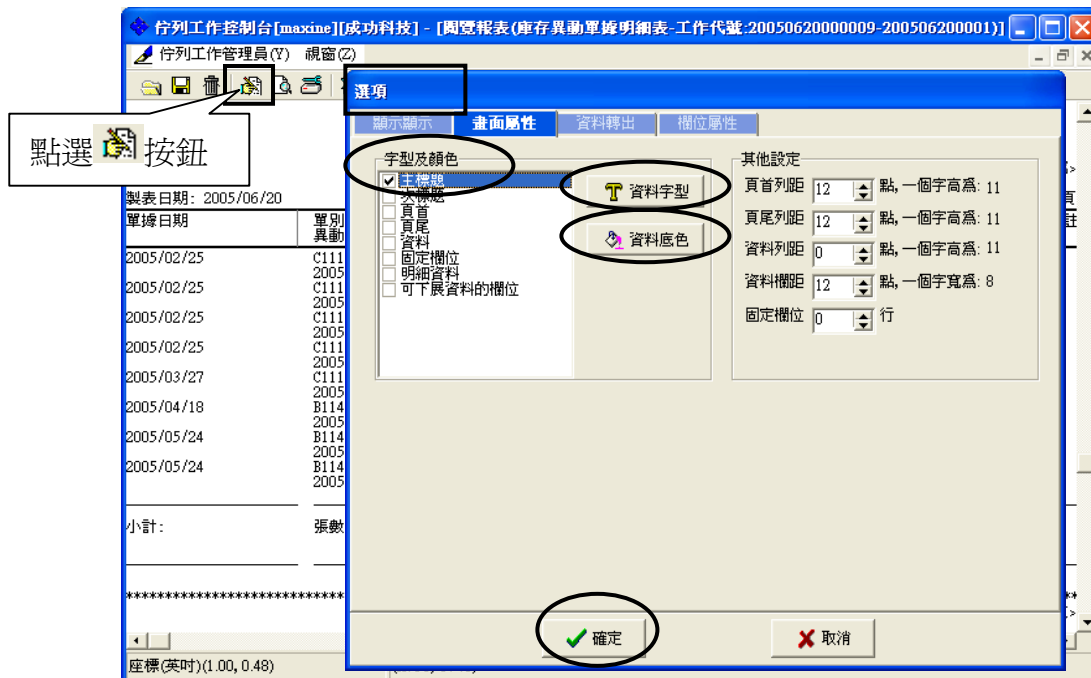 佇列工作控制台[maxine][成功科技] - [閱覽報表(庫存異動單據明細表-工作代號:20050620000009-200506200001)]
佇列工作管理員(Y) 視窗(Z)
點選 按鈕
選項
顯示顯示 畫面屬性 資料轉出 欄位屬性
字型及顏色
主標題
次標題
頁首
頁尾
資料
固定欄位
明細資料
可下展資料的欄位
資料字型
資料底色
其他設定
頁首列距 12 點,一個字高為: 11
頁尾列距 12 點,一個字高為: 11
資料列距 0 點,一個字高為: 11
資料欄距 12 點,一個字寬為: 8
固定欄位 0 行
確定
取消
製表日期: 2005/06/20 頁
單據日期 單別 註
異動
2005/02/25 C111
2005
2005/02/25 C111
2005
2005/02/25 C111
2005
2005/02/25 C111
2005
2005/03/27 C111
2005
2005/04/18 B114
2005
2005/05/24 B114
2005
2005/05/24 B114
2005
小計: 張數
座標(英吋)(1.00, 0.48)